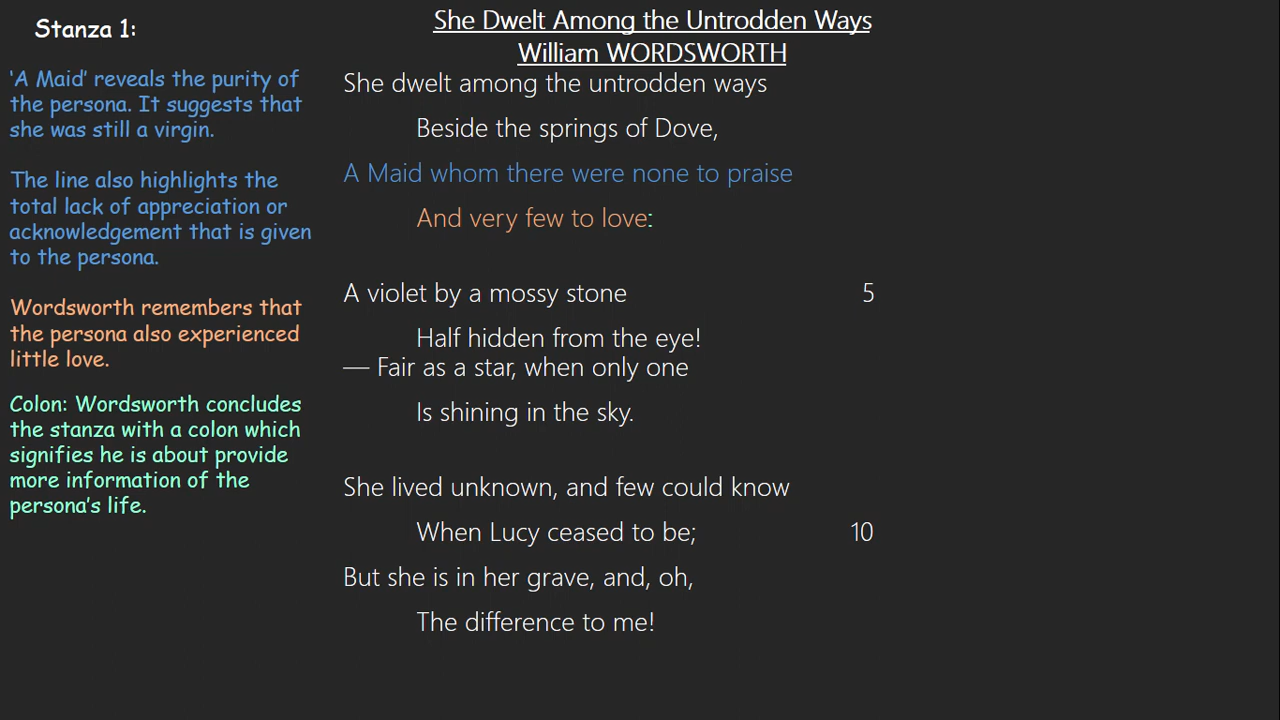 Stanza 1:
'A Maid' reveals the purity of
the persona. It suggests that
she was still a virgin.
The line also highlights the
total lack of appreciation or
acknowledgement that is given
to the persona.
Wordsworth remembers that
the persona also experienced
little love.
Colon: Wordsworth concludes
the stanza with a colon which
signifies he is about provide
more information of the
persona's life.
She Dwelt Among the Untrodden Ways
William WORDSWORTH
She dwelt among the untrodden ways
Beside the springs of Dove,
A Maid whom there were none to praise
And very few to love:
A violet by a mossy stone 5
Half hidden from the eye!
— Fair as a star, when only one
Is shining in the sky.
She lived unknown, and few could know
When Lucy ceased to be; 10
But she is in her grave, and, oh,
The difference to me!